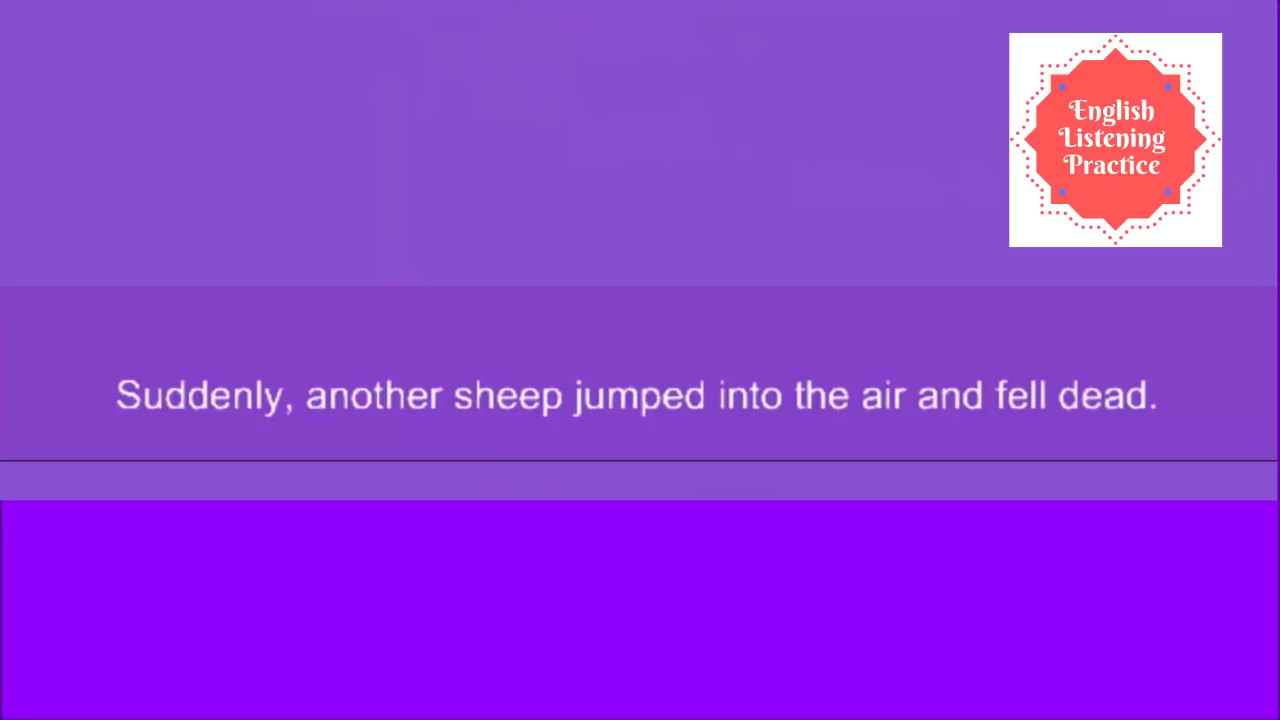 English
Listening
Practice
Suddenly, another sheep jumped into the air and fell dead.